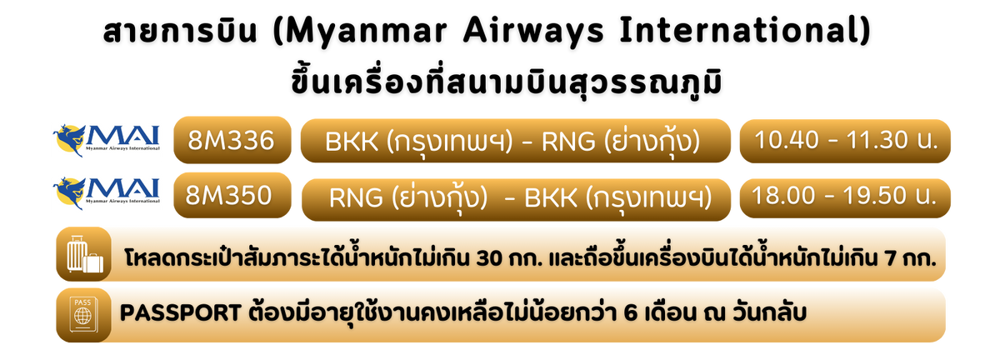 สายการบิน (Myanmar Airways International)
ขึ้นเครื่องที่สนามบินสุวรรณภูมิ
MAI Myanmar Airways International 8M336 BKK (กรุงเทพฯ) - RNG (ย่างกุ้ง) 10.40 - 11.30 น.
MAI Myanmar Airways International 8M350 RNG (ย่างกุ้ง) - BKK (กรุงเทพฯ) 18.00 - 19.50 น.
โหลดกระเป๋าสัมภาระได้น้ำหนักไม่เกิน 30 กก. และถือขึ้นเครื่องบินได้น้ำหนักไม่เกิน 7 กก.
PASS PASSPORT ต้องมีอายุใช้งานคงเหลือไม่น้อยกว่า 6 เดือน ณ วันกลับ